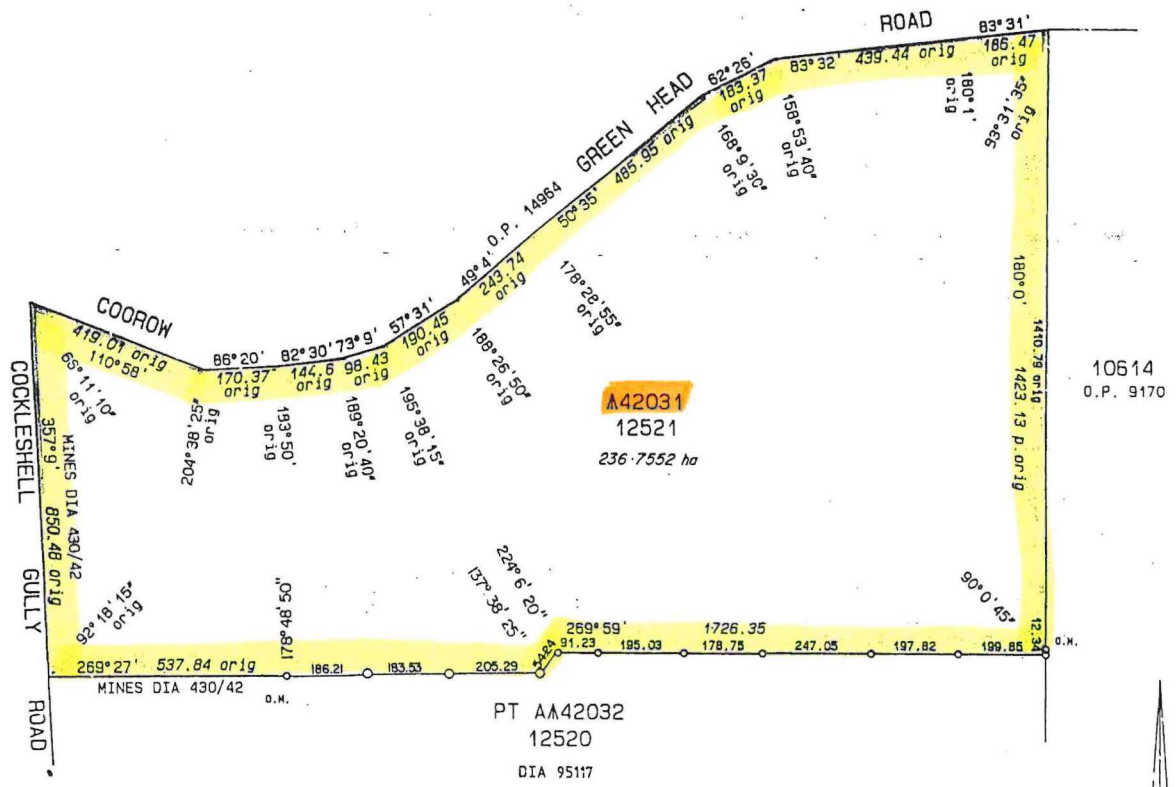 ROAD
83°31'
186.47
orig
83°32' 439.44 orig
180°1'
orig
93°31'35"
orig
62°26'
183.37
orig
158°53'40"
orig
168°9'30"
orig
GREEN HEAD
485.95 orig
50°35'
O.P. 14964
178°28'55"
orig
49°4'
243.74
orig
188°26'50"
orig
57°31'
190.45
orig
195°38'15"
orig
73°9'
98.43
orig
189°20'40"
orig
82°30'
144.6
orig
183°50'
orig
86°20'
170.37
orig
204°38'25"
orig
COOROW
419.01 orig
110°58'
orig
COCKLESHELL GULLY ROAD
357°9' 850.48 orig
MINES DIA 430/42
92°18'15"
orig
42031
12521
236.7552 ha
180°0' 1423.13 p.orig
1410.79 orig
12.34
10614
O.P. 9170
90°0'45"
O.M.
224°6'20"
137°38'25"
178°48'50"
269°59' 1726.35
91.23 195.03 178.75 247.05 197.82 199.85
269°27' 537.84 orig
186.21 183.53 205.29
MINES DIA 430/42
O.M.
PT 42032
12520
DIA 95117